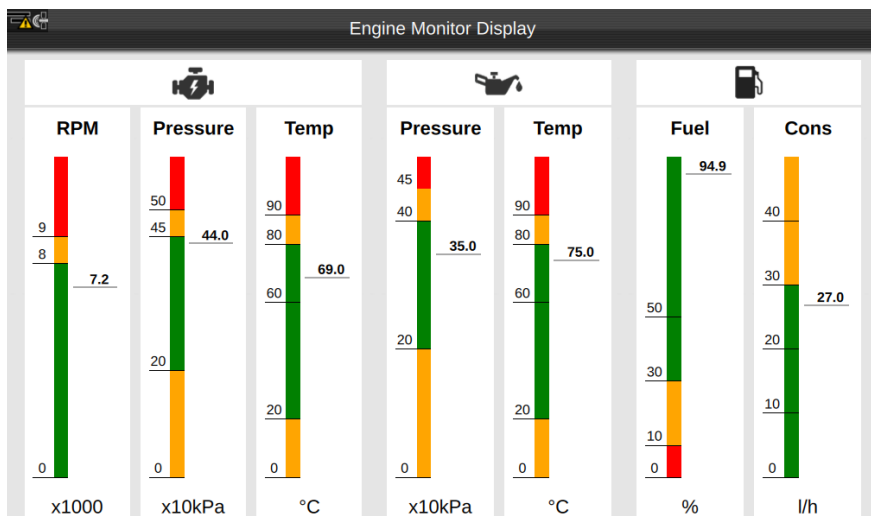 Engine Monitor Display
RPM
9
8
7.2
0
x1000
Pressure
50
45
44.0
20
0
x10kPa
Temp
90
80
69.0
60
20
0
°C
Pressure
45
40
35.0
20
0
x10kPa
Temp
90
80
75.0
60
20
0
°C
Fuel
94.9
50
30
10
0
%
Cons
40
30
27.0
20
10
0
l/h